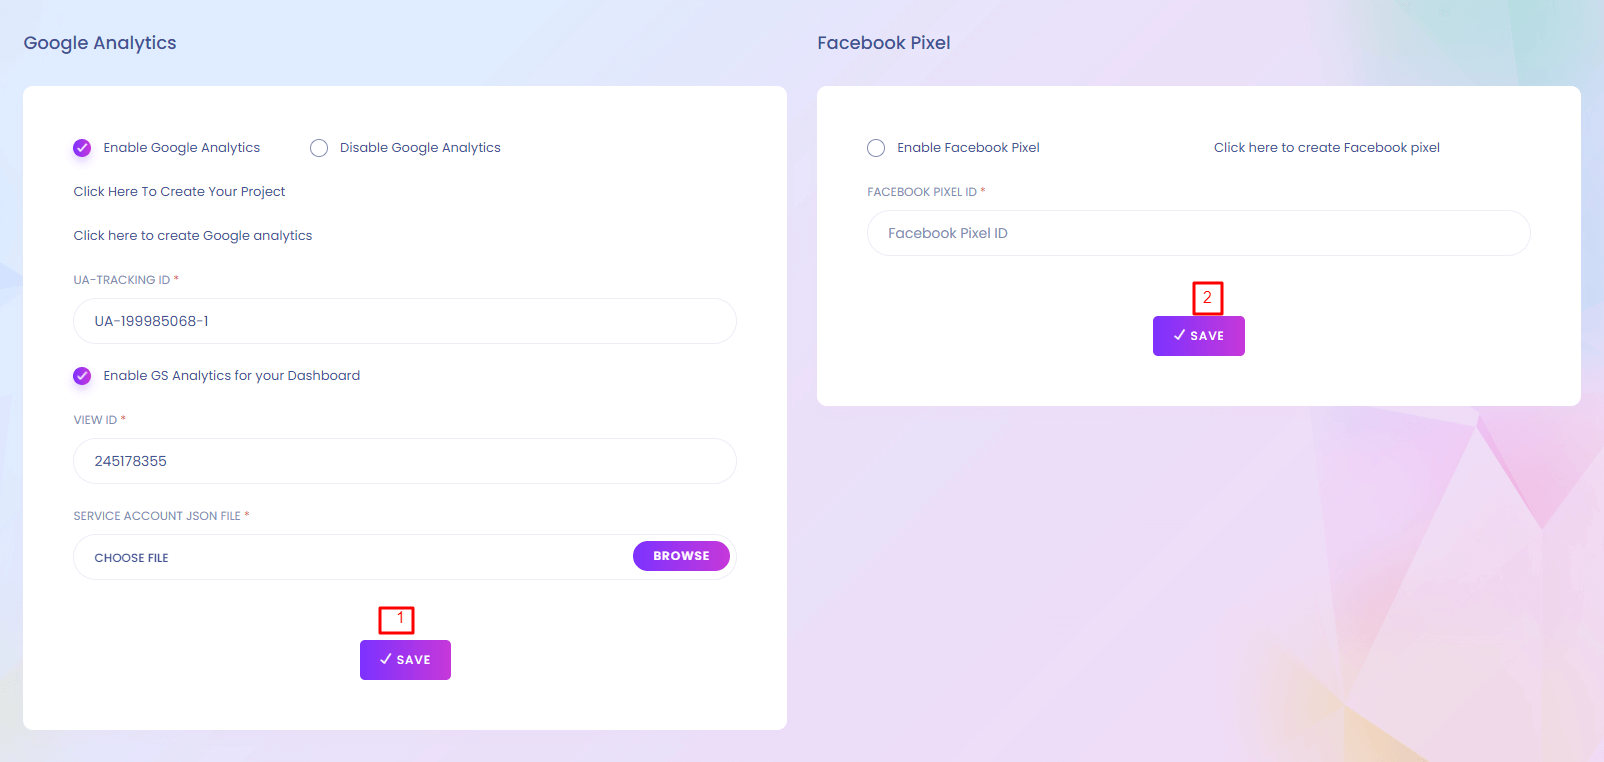 Google Analytics
Enable Google Analytics Disable Google Analytics
Click Here To Create Your Project
Click here to create Google analytics
UA-TRACKING ID *
UA-199985068-1
Enable GS Analytics for your Dashboard
VIEW ID *
245178355
SERVICE ACCOUNT JSON FILE *
CHOOSE FILE BROWSE
1
SAVE
Facebook Pixel
Enable Facebook Pixel Click here to create Facebook pixel
FACEBOOK PIXEL ID *
Facebook Pixel ID
2
SAVE